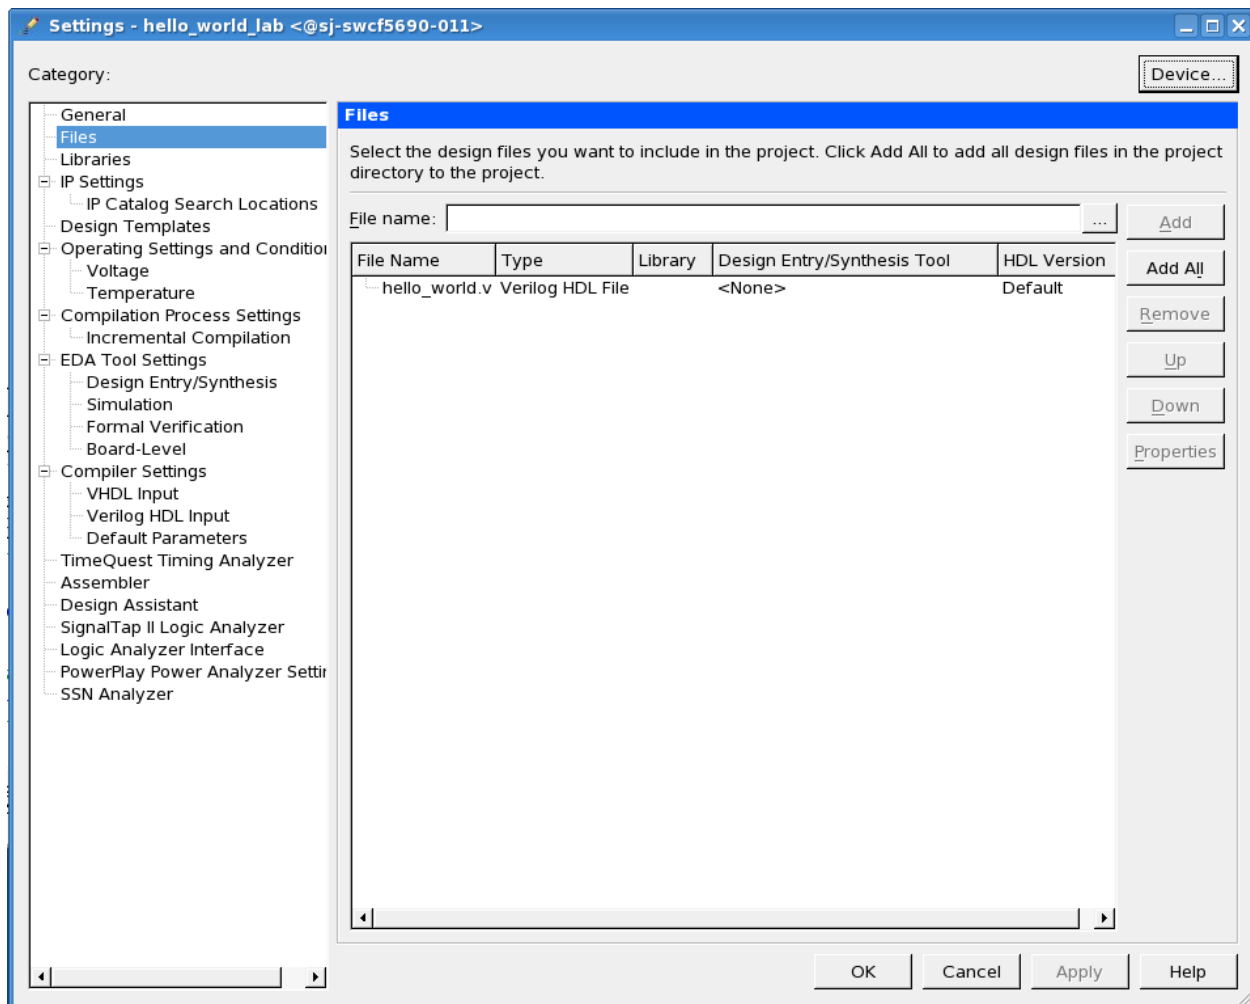 Settings - hello_world_lab <@sj-swcf5690-011>
Category:
Device...
General
Files
Libraries
IP Settings
IP Catalog Search Locations
Design Templates
Operating Settings and Condition
Voltage
Temperature
Compilation Process Settings
Incremental Compilation
EDA Tool Settings
Design Entry/Synthesis
Simulation
Formal Verification
Board-Level
Compiler Settings
VHDL Input
Verilog HDL Input
Default Parameters
TimeQuest Timing Analyzer
Assembler
Design Assistant
SignalTap II Logic Analyzer
Logic Analyzer Interface
PowerPlay Power Analyzer Settin
SSN Analyzer
Files
Select the design files you want to include in the project. Click Add All to add all design files in the project
directory to the project.
File name:
...
Add
File Name Type Library Design Entry/Synthesis Tool HDL Version
hello_world.v Verilog HDL File <None> Default
Add All
Remove
Up
Down
Properties
OK Cancel Apply Help